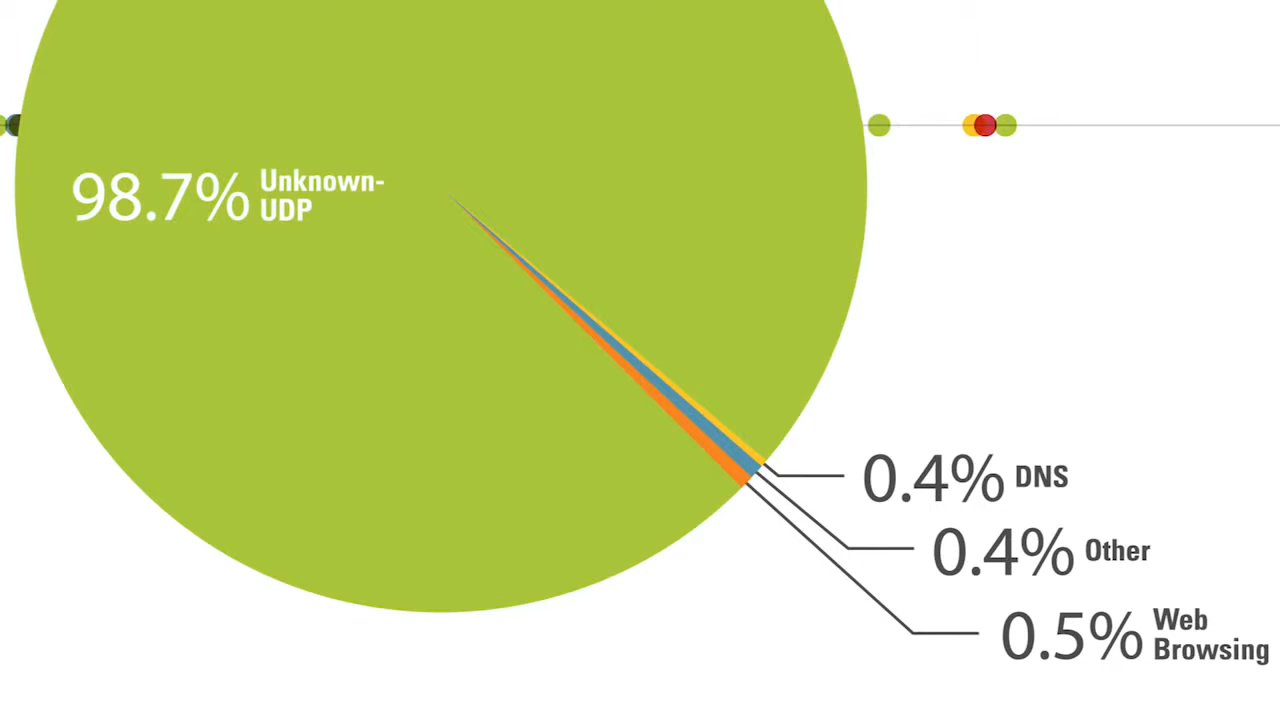 98.7% Unknown-
UDP
0.4% DNS
0.4% Other
0.5% Web
Browsing